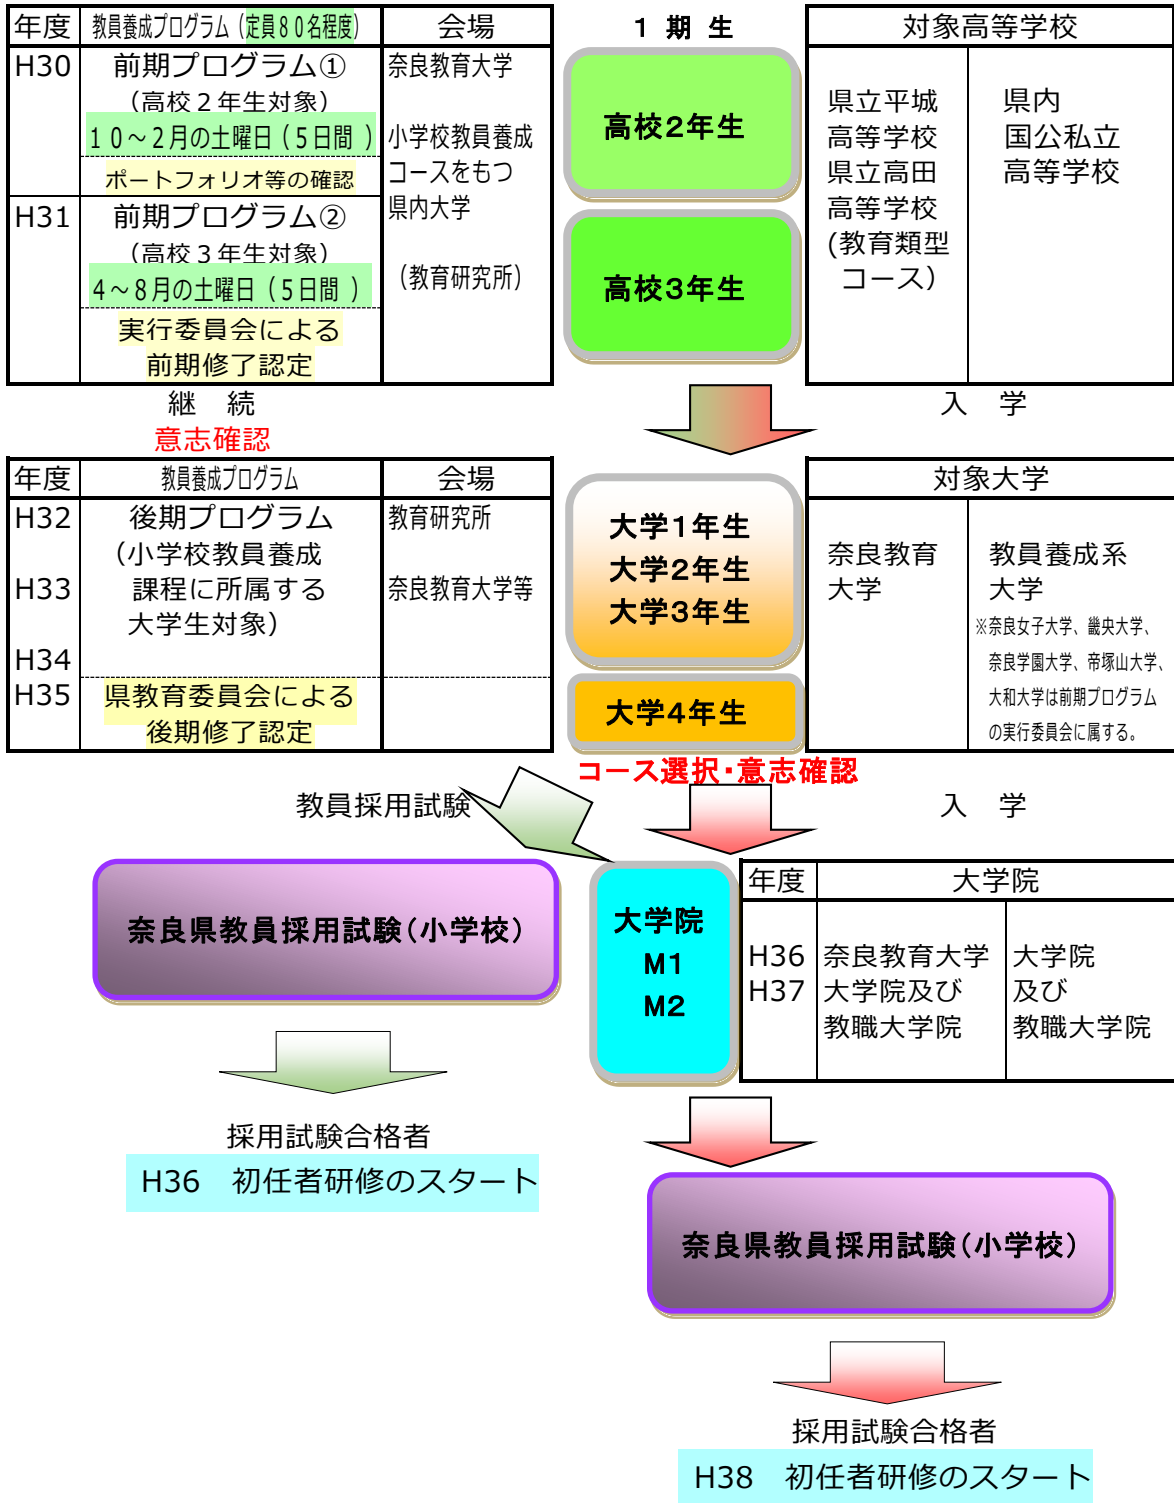 年度 教員養成プログラム（定員８０名程度） 会場
H30 前期プログラム① 奈良教育大学
（高校２年生対象）
１０～２月の土曜日（５日間 ） 小学校教員養成
コースをもつ
ポートフォリオ等の確認
H31 前期プログラム② 県内大学
（高校３年生対象）
４～８月の土曜日（５日間 ） （教育研究所）
実行委員会による
前期修了認定
１ 期 生
高校２年生
高校３年生
対象高等学校
県立平城
高等学校
県立高田
高等学校
(教育類型
コース）
県内
国公私立
高等学校
継　続
意志確認
入　学
年度 教員養成プログラム 会場
H32 後期プログラム 教育研究所
（小学校教員養成
H33 課程に所属する 奈良教育大学等
大学生対象）
H34
H35 県教育委員会による
後期修了認定
大学１年生
大学２年生
大学３年生
大学４年生
対象大学
奈良教育
大学
教員養成系
大学
※奈良女子大学、畿央大学、
奈良学園大学、帝塚山大学、
大和大学は前期プログラム
の実行委員会に属する。
コース選択・意志確認
教員採用試験
入　学
奈良県教員採用試験（小学校）
大学院
M1
M2
年度 大学院
H36 奈良教育大学 大学院
H37 大学院及び 及び
教職大学院 教職大学院
採用試験合格者
H36　初任者研修のスタート
奈良県教員採用試験（小学校）
採用試験合格者
H38　初任者研修のスタート